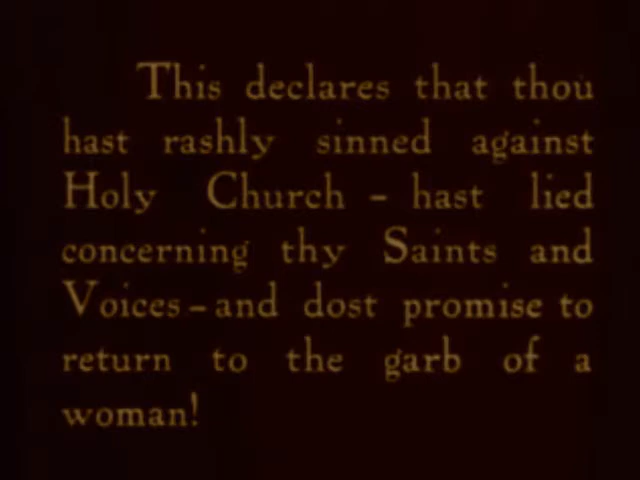 This declares that thou
hast rashly sinned against
Holy Church – hast lied
concerning thy Saints and
Voices – and dost promise to
return to the garb of a
woman!